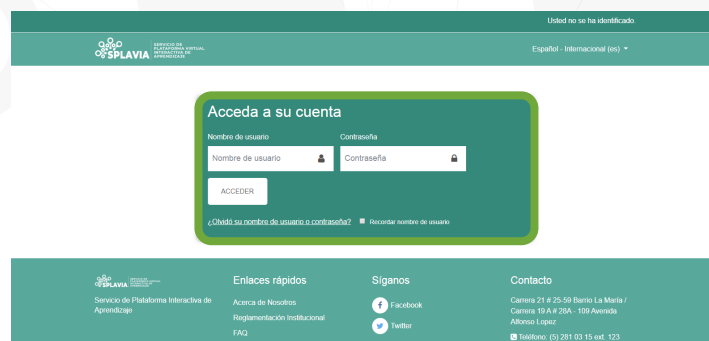 Usted no se ha identificado.
SPLAVIA
SERVICIO DE
PLATAFORMA VIRTUAL
INTERACTIVA DE
APRENDIZAJE
Español - Internacional (es)
Acceda a su cuenta
Nombre de usuario
Contraseña
Nombre de usuario
Contraseña
ACCEDER
¿Olvidó su nombre de usuario o contraseña?
Recordar nombre de usuario
SPLAVIA
Servicio de Plataforma Interactiva de
Aprendizaje
Enlaces rápidos
Acerca de Nosotros
Reglamentación Institucional
FAQ
Síganos
Facebook
Twitter
Contacto
Carrera 21 # 25-59 Barrio La María /
Carrera 19 A # 28A - 109 Avenida
Alfonso Lopez
Teléfono: (5) 281 03 15 ext. 123